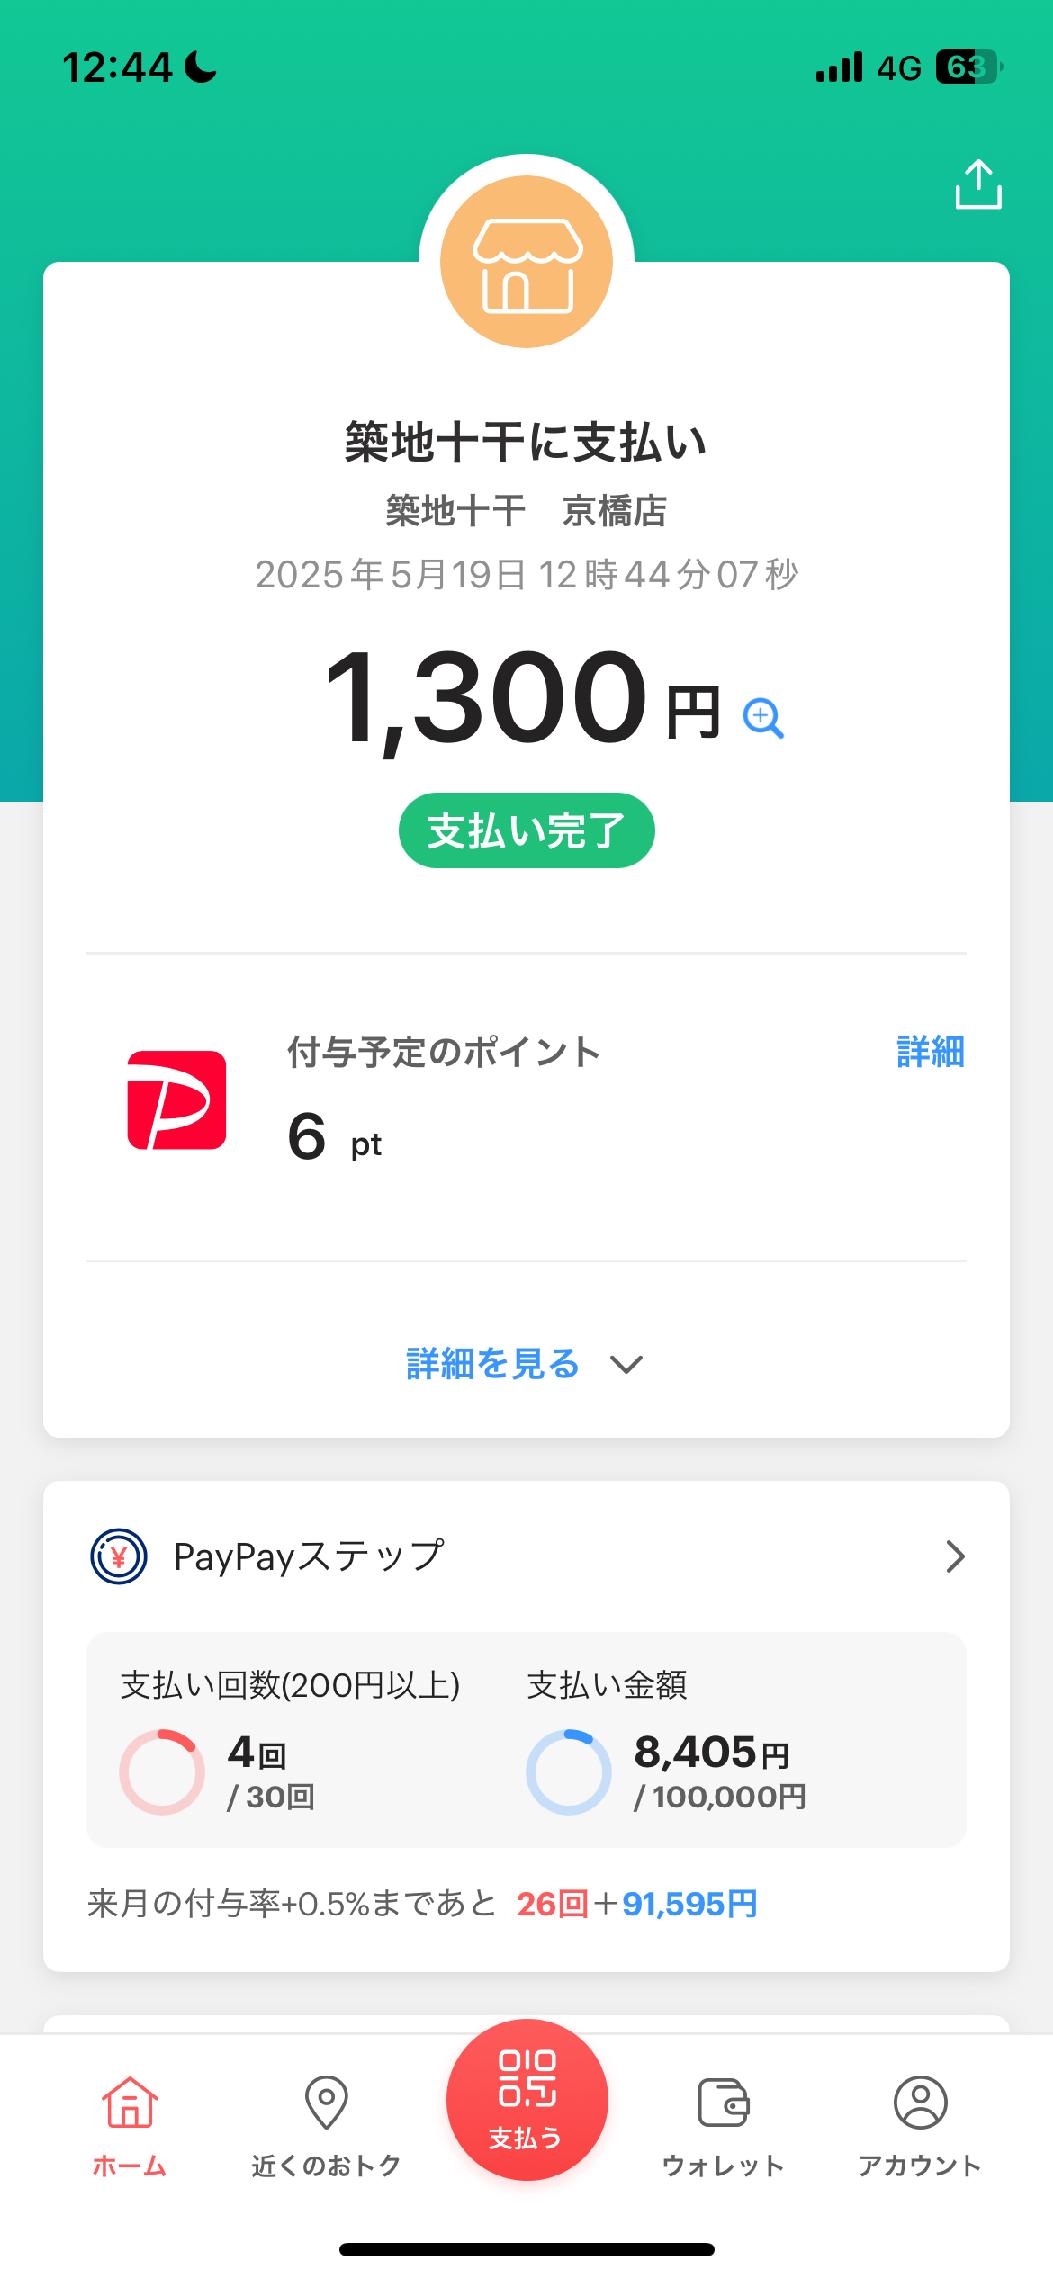 12:44
4G 63
築地十干に支払い
築地十干　京橋店
2025年5月19日 12時44分07秒
1,300 円
支払い完了
付与予定のポイント
詳細
6 pt
詳細を見る
PayPayステップ
支払い回数(200円以上)
4回
/ 30回
支払い金額
8,405円
/ 100,000円
来月の付与率+0.5%まであと 26回＋91,595円
ホーム
近くのおトク
支払う
ウォレット
アカウント